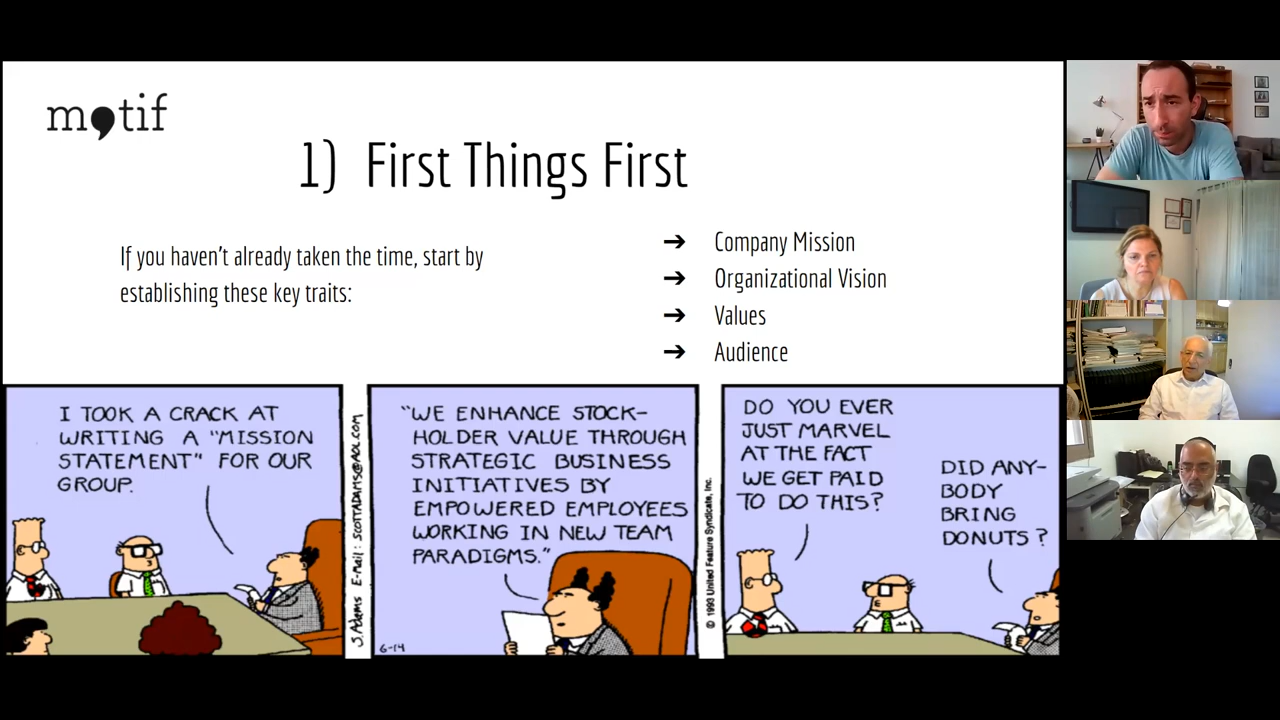 m,tif
1) First Things First
If you haven't already taken the time, start by
establishing these key traits:
➔ Company Mission
➔ Organizational Vision
➔ Values
➔ Audience
I TOOK A CRACK AT
WRITING A "MISSION
STATEMENT" FOR OUR
GROUP.
S.Adams E-Mail: SCOTTADAMS@AOL.COM
"WE ENHANCE STOCK-
HOLDER VALUE THROUGH
STRATEGIC BUSINESS
INITIATIVES BY
EMPOWERED EMPLOYEES
WORKING IN NEW TEAM
PARADIGMS."
6-14
© 1993 United Feature Syndicate, Inc.
DO YOU EVER
JUST MARVEL
AT THE FACT
WE GET PAID
TO DO THIS?
DID ANY-
BODY
BRING
DONUTS?